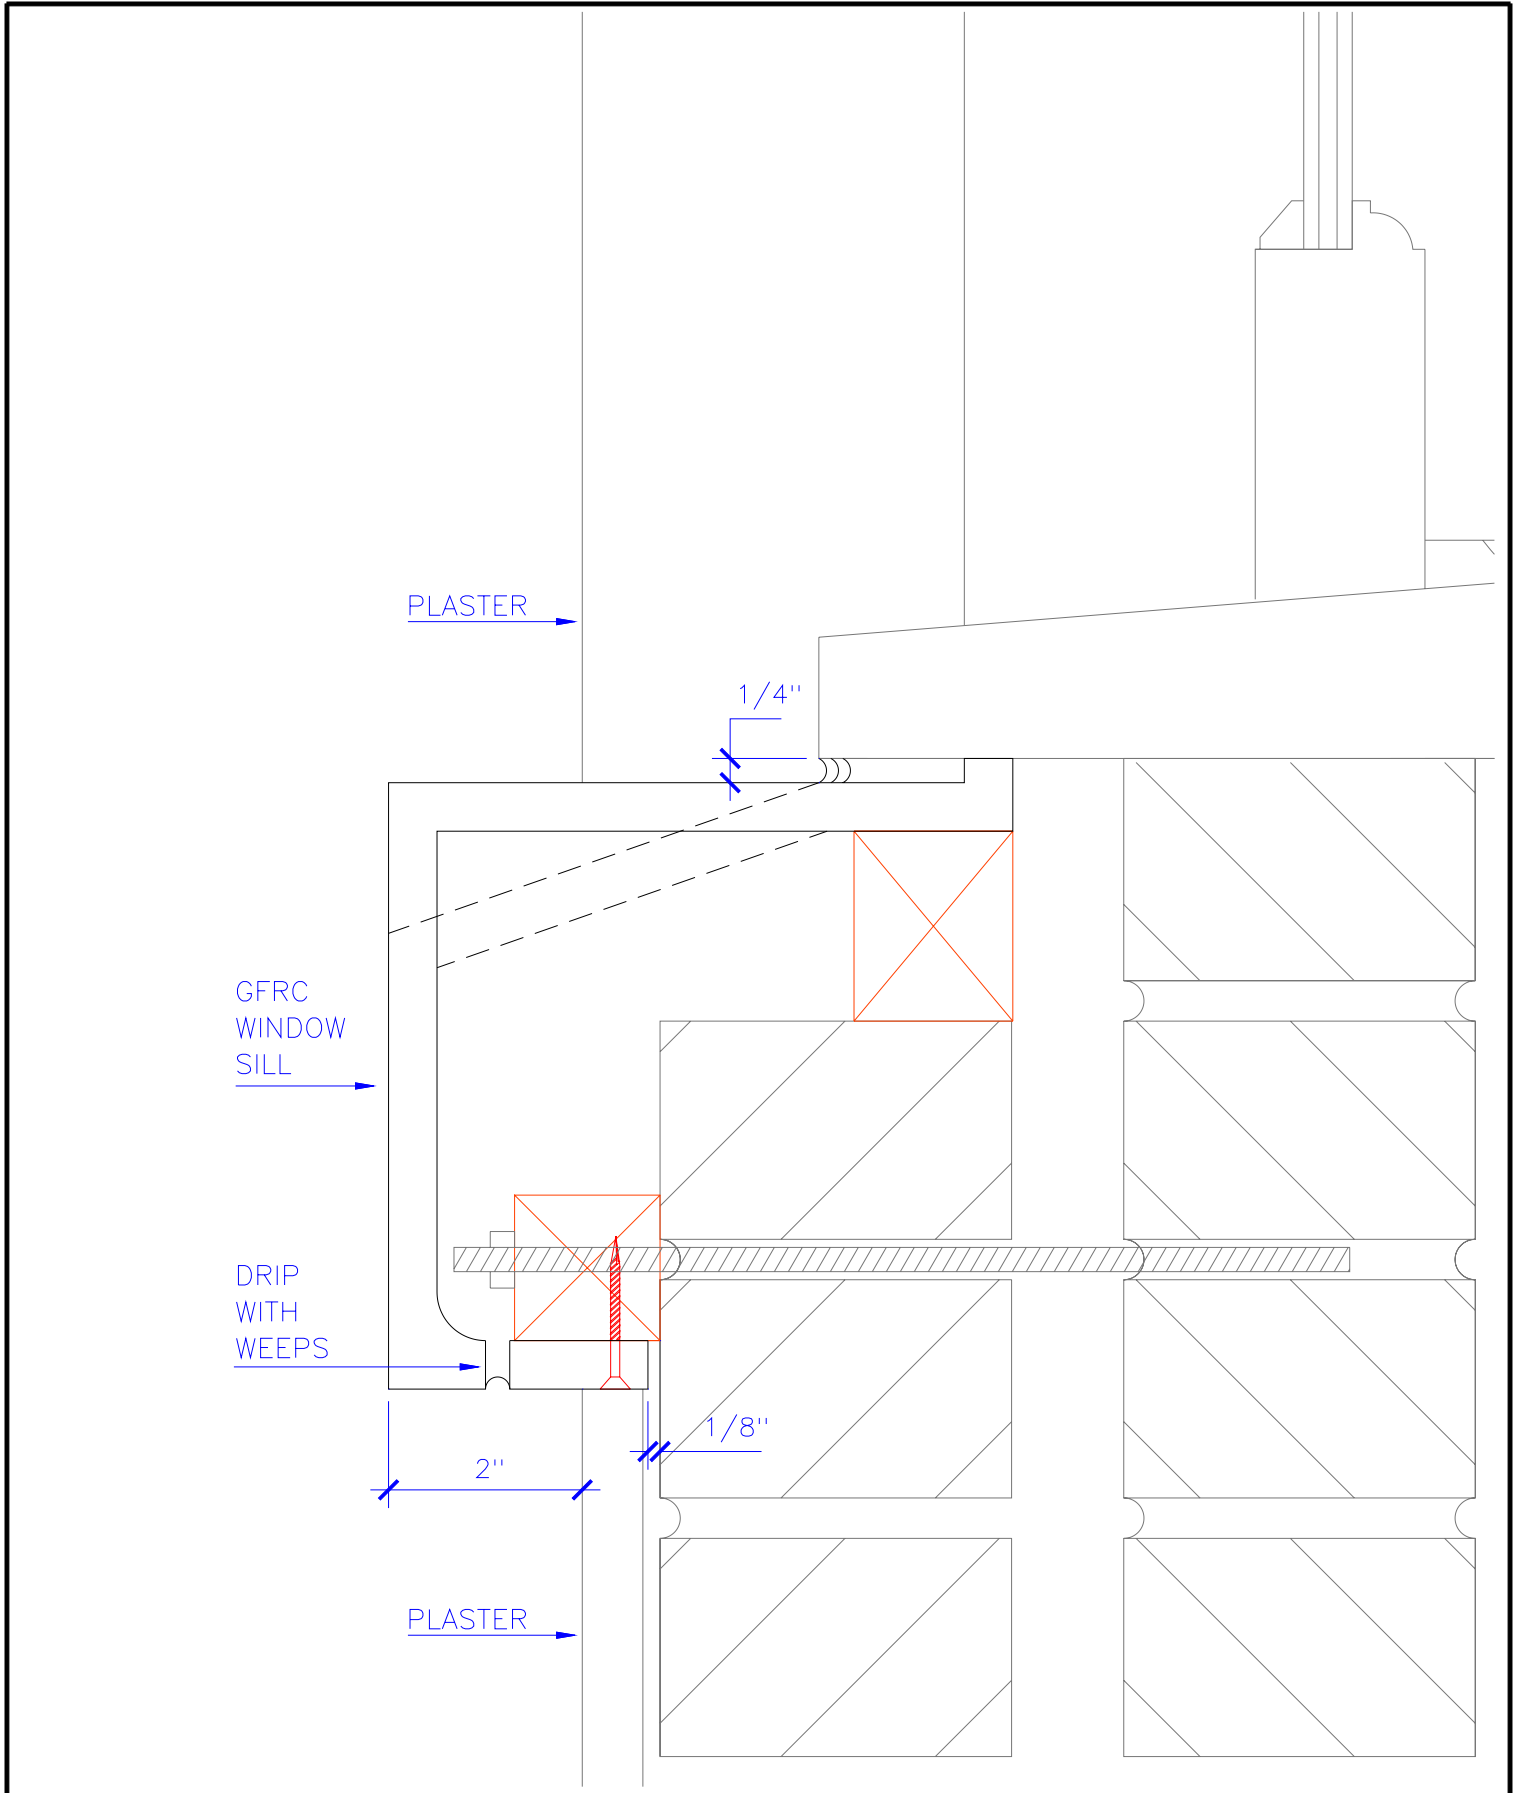 PLASTER
1/4"
GFRC
WINDOW
SILL
DRIP
WITH
WEEPS
1/8"
2"
PLASTER